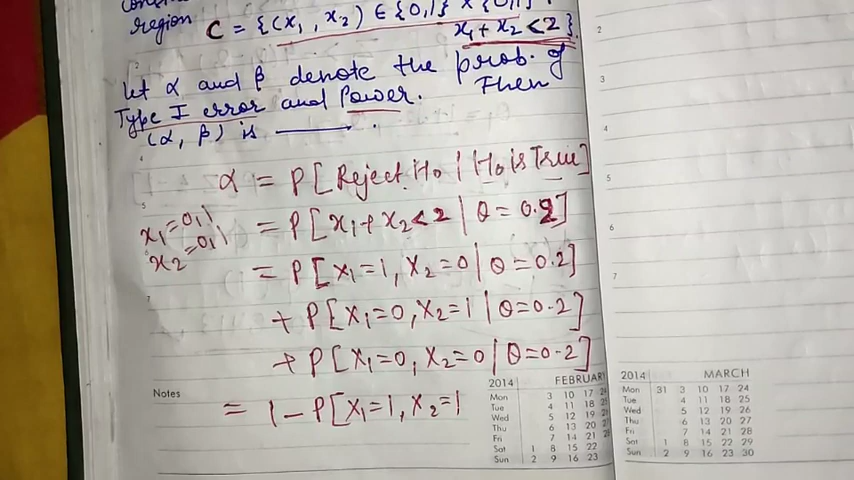 region C = {(x₁, x₂) ∈ {0,1} × {0,1} :
x₁ + x₂ < 2}.
Let α and β denote the prob. of
Type I error and Power. Then
(α, β) is ———.
α = P[Reject H₀ | H₀ is True]
x₁=0,1
x₂=0,1
= P[x₁ + x₂ < 2 | θ = 0.2]
= P[X₁=1, X₂=0 | θ=0.2]
+ P[X₁=0, X₂=1 | θ=0.2]
+ P[X₁=0, X₂=0 | θ=0.2]
= 1 - P[X₁=1, X₂=1
Notes
2014 FEBRUARY
Mon 3 10 17 24
Tue 4 11 18 25
Wed 5 12 19
Thu 6 13 20
Fri 7 14 21
Sat 1 8 15 22
Sun 2 9 16 23
2014 MARCH
Mon 31 3 10 17 24
Tue 4 11 18 25
Wed 5 12 19 26
Thu 6 13 20 27
Fri 7 14 21 28
Sat 1 8 15 22 29
Sun 2 9 16 23 30
2
3
4
5
6
7